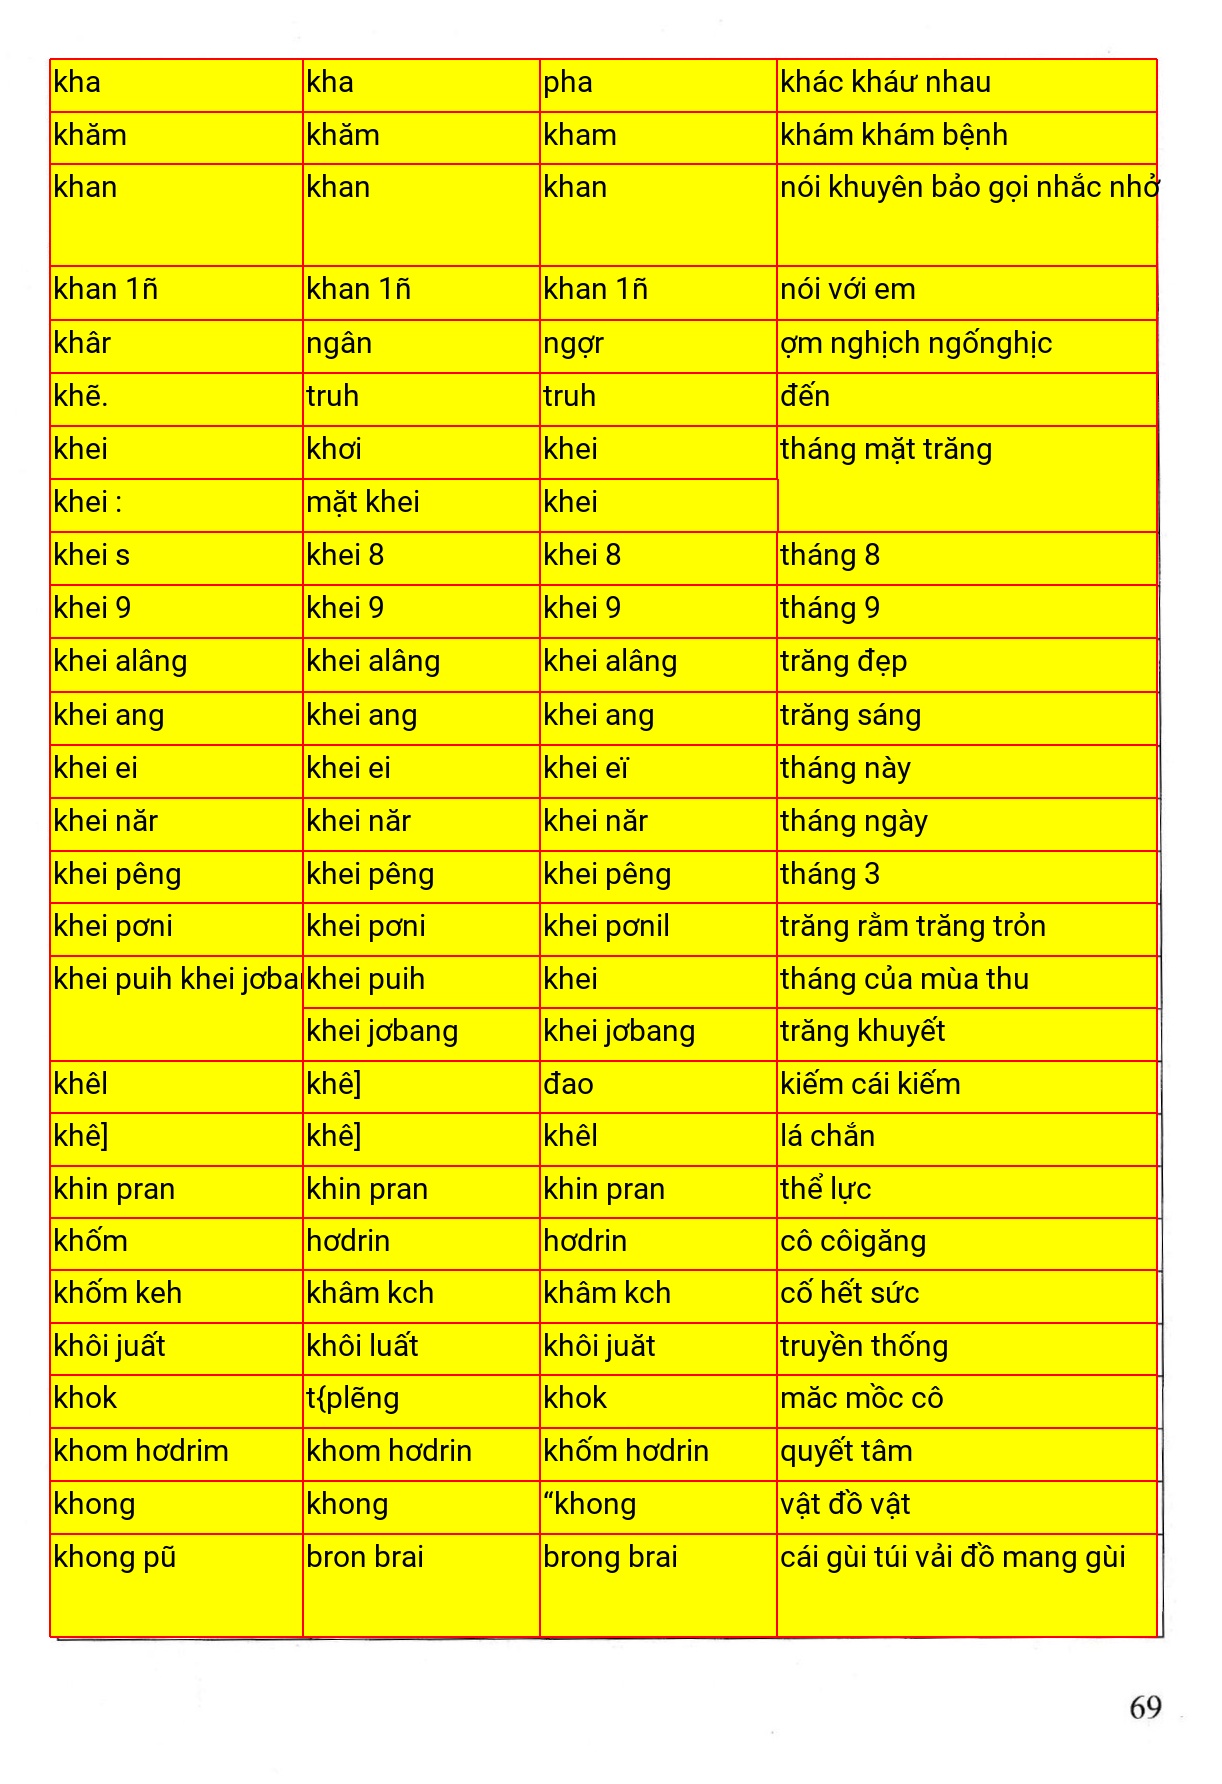 kha kha pha khác kháư nhau
khăm khăm kham khám khám bệnh
khan khan khan nói khuyên bảo gọi nhắc nhở
khan 1ñ khan 1ñ khan 1ñ nói với em
khâr ngân ngợr ợm nghịch ngốnghịc
khẽ. truh truh đến
khei khơi khei tháng mặt trăng
khei : mặt khei khei
khei s khei 8 khei 8 tháng 8
khei 9 khei 9 khei 9 tháng 9
khei alâng khei alâng khei alâng trăng đẹp
khei ang khei ang khei ang trăng sáng
khei ei khei ei khei eï tháng này
khei năr khei năr khei năr tháng ngày
khei pêng khei pêng khei pêng tháng 3
khei pơni khei pơni khei pơnil trăng rằm trăng trỏn
khei puih khei jơba khei puih khei tháng của mùa thu
khei jơbang khei jơbang trăng khuyết
khêl khê] đao kiếm cái kiếm
khê] khê] khêl lá chắn
khin pran khin pran khin pran thể lực
khốm hơdrin hơdrin cô côigăng
khốm keh khâm kch khâm kch cố hết sức
khôi juất khôi luất khôi juăt truyền thống
khok t{plẽng khok măc mồc cô
khom hơdrim khom hơdrin khốm hơdrin quyết tâm
khong khong “khong vật đồ vật
khong pũ bron brai brong brai cái gùi túi vải đồ mang gùi
69